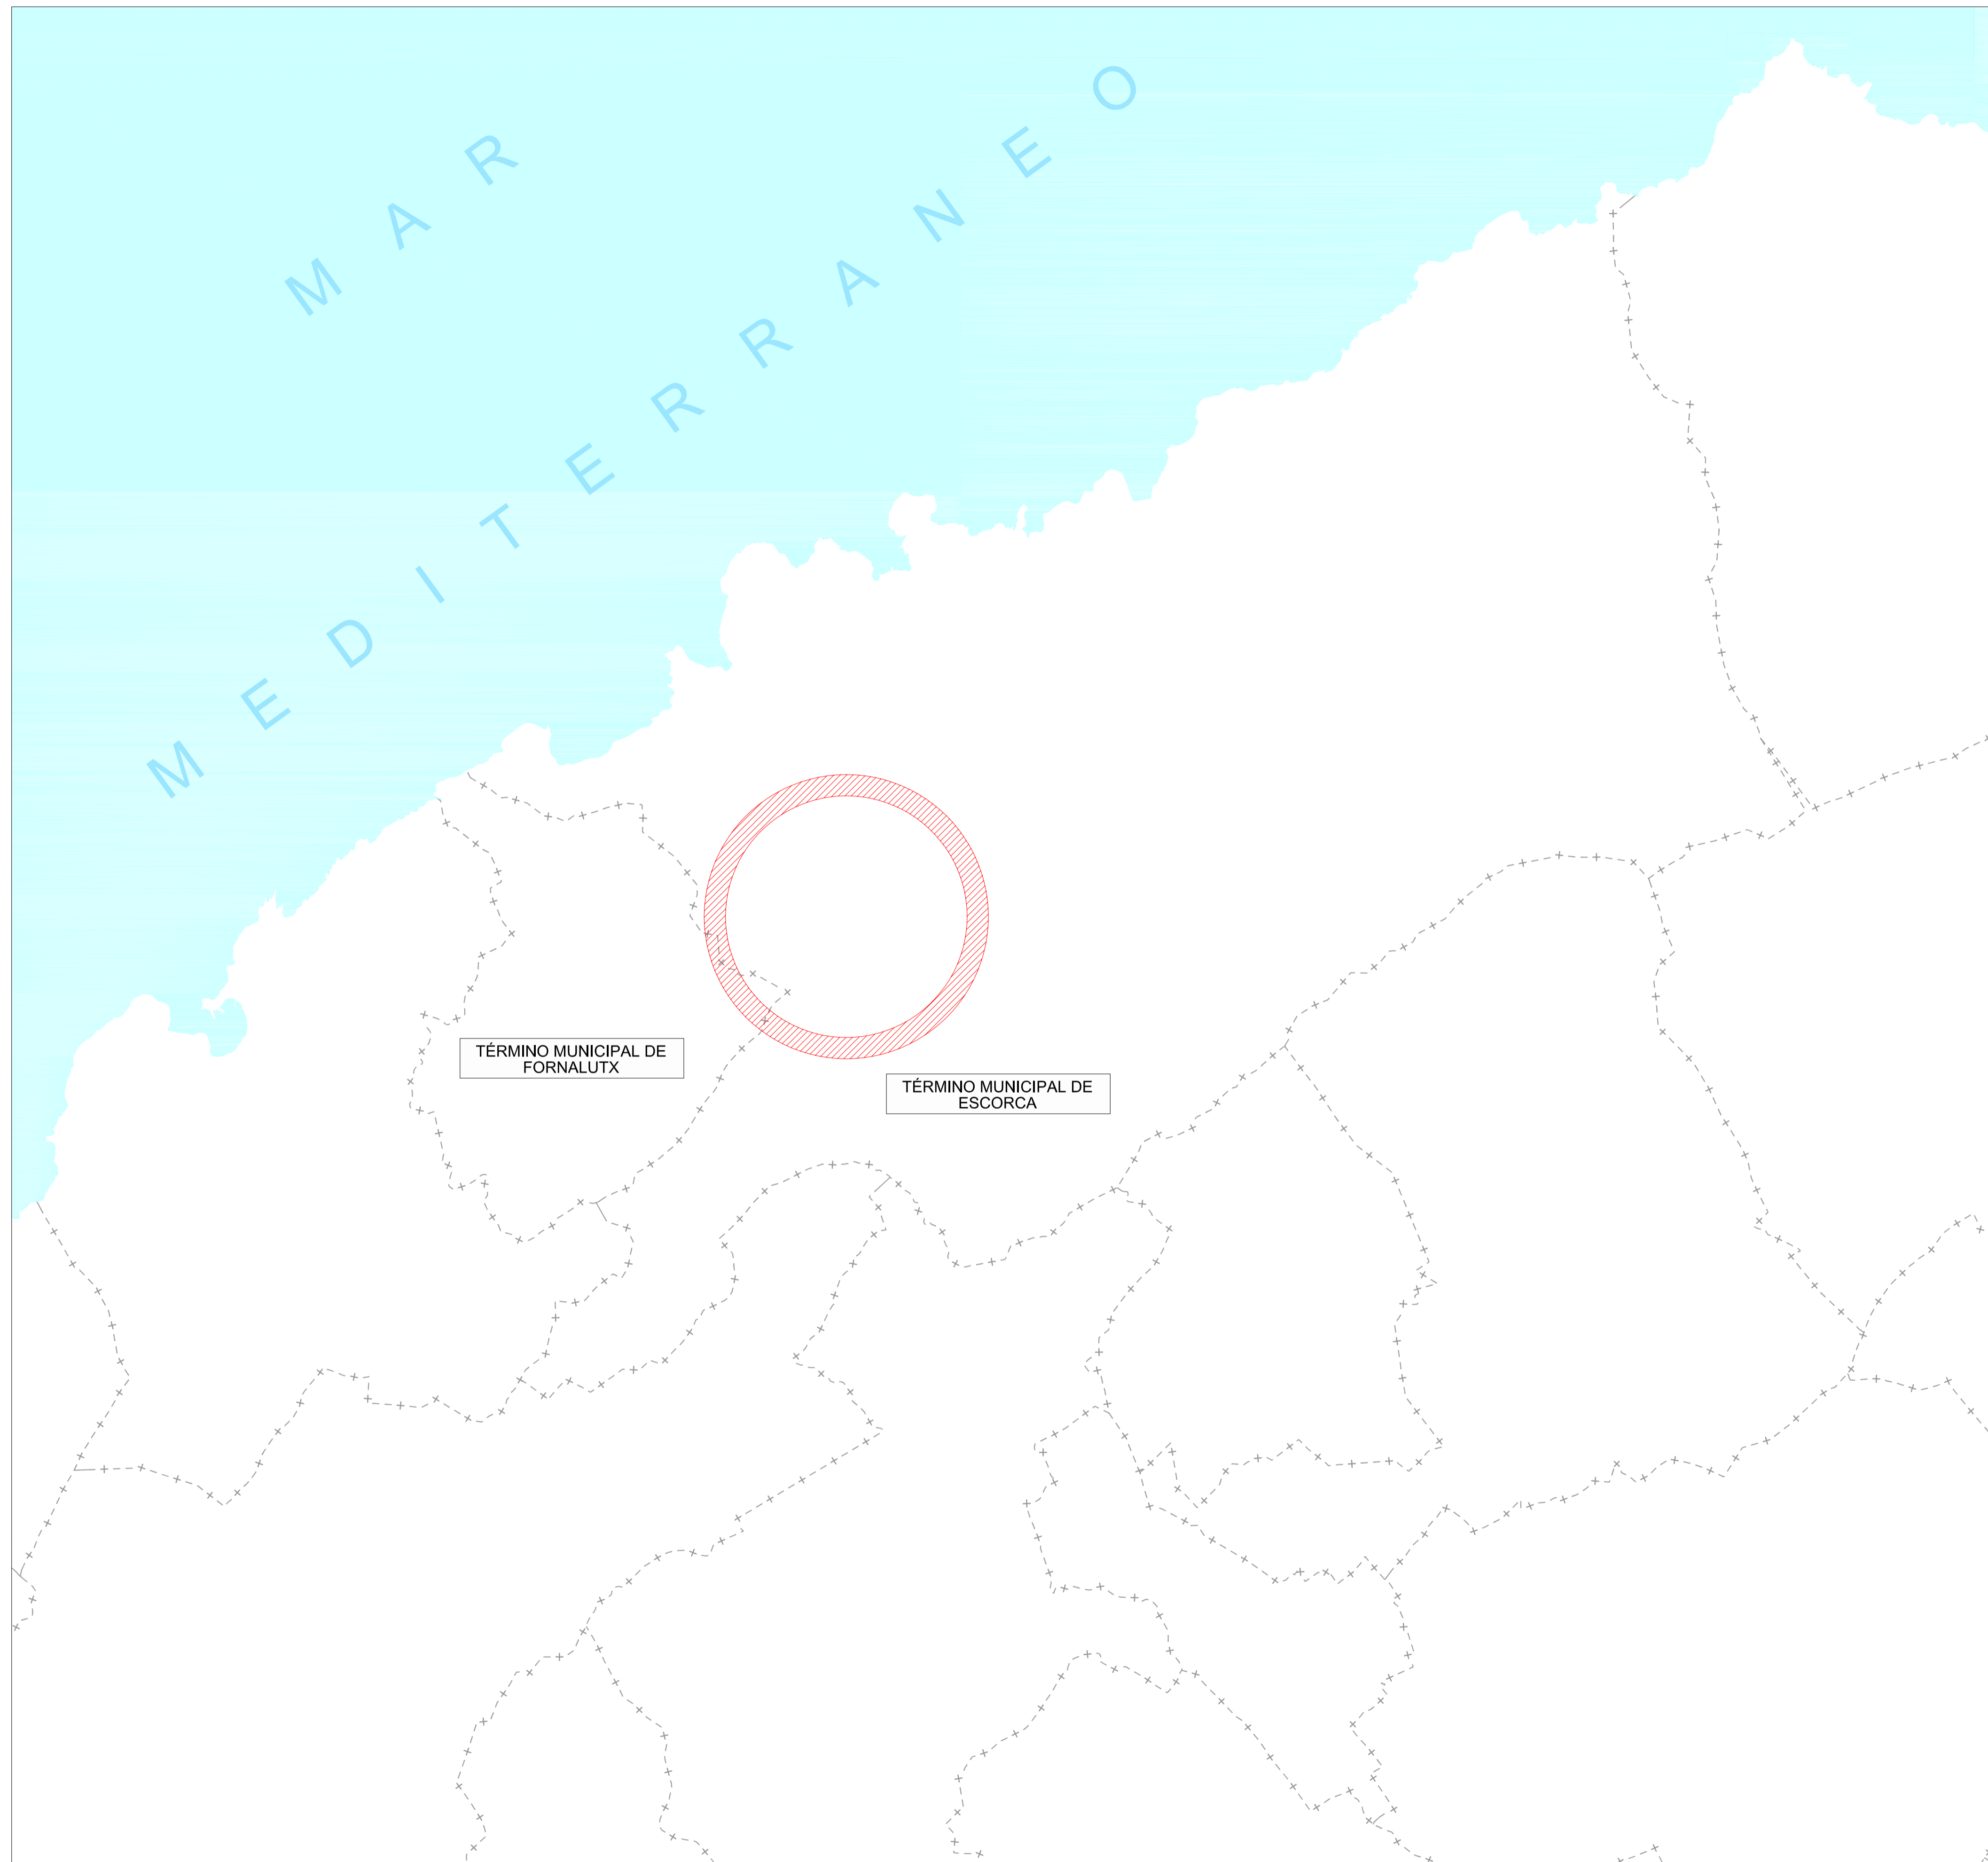 MAR
MEDITERRANEO
TÉRMINO MUNICIPAL DE
FORNALUTX
TÉRMINO MUNICIPAL DE
ESCORCA